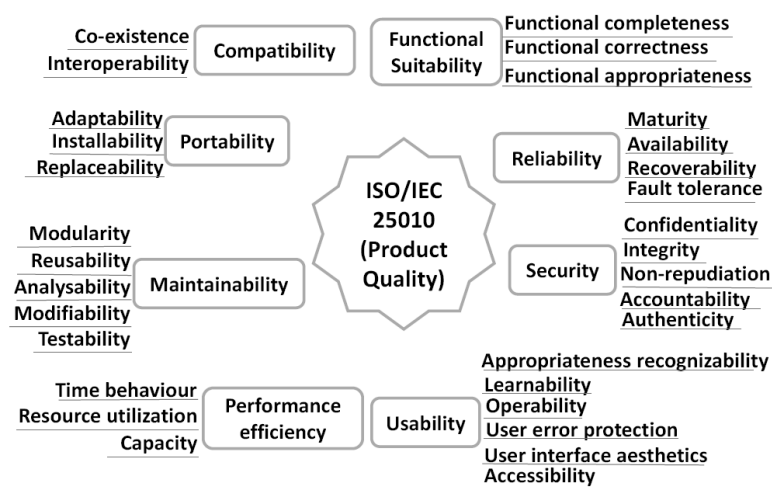 Co-existence
Interoperability
Compatibility
Functional
Suitability
Functional completeness
Functional correctness
Functional appropriateness
Adaptability
Installability
Replaceability
Portability
Reliability
Maturity
Availability
Recoverability
Fault tolerance
ISO/IEC
25010
(Product
Quality)
Modularity
Reusability
Analysability
Modifiability
Testability
Maintainability
Security
Confidentiality
Integrity
Non-repudiation
Accountability
Authenticity
Time behaviour
Resource utilization
Capacity
Performance
efficiency
Usability
Appropriateness recognizability
Learnability
Operability
User error protection
User interface aesthetics
Accessibility